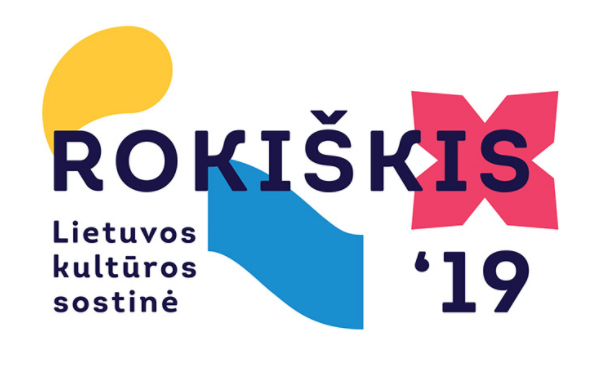 ROKIŠKIS
Lietuvos
kultūros
sostinė
‘19